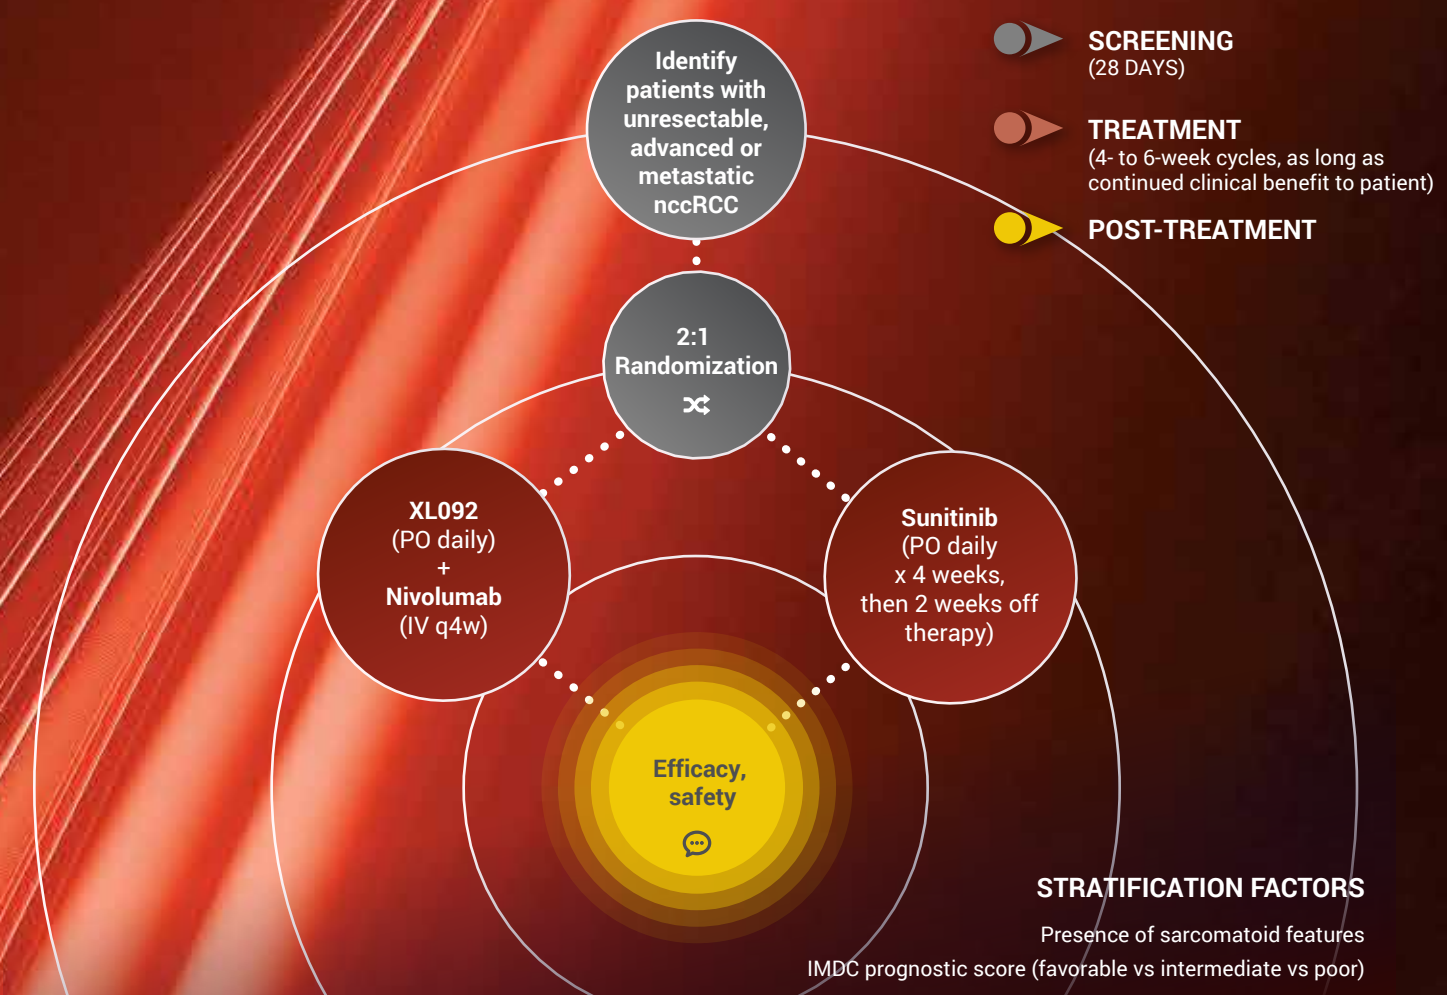 Identify
patients with
unresectable,
advanced or
metastatic
nccRCC
SCREENING
(28 DAYS)
TREATMENT
(4- to 6-week cycles, as long as
continued clinical benefit to patient)
POST-TREATMENT
2:1
Randomization
XL092
(PO daily)
+
Nivolumab
(IV q4w)
Sunitinib
(PO daily
x 4 weeks,
then 2 weeks off
therapy)
Efficacy,
safety
STRATIFICATION FACTORS
Presence of sarcomatoid features
IMDC prognostic score (favorable vs intermediate vs poor)